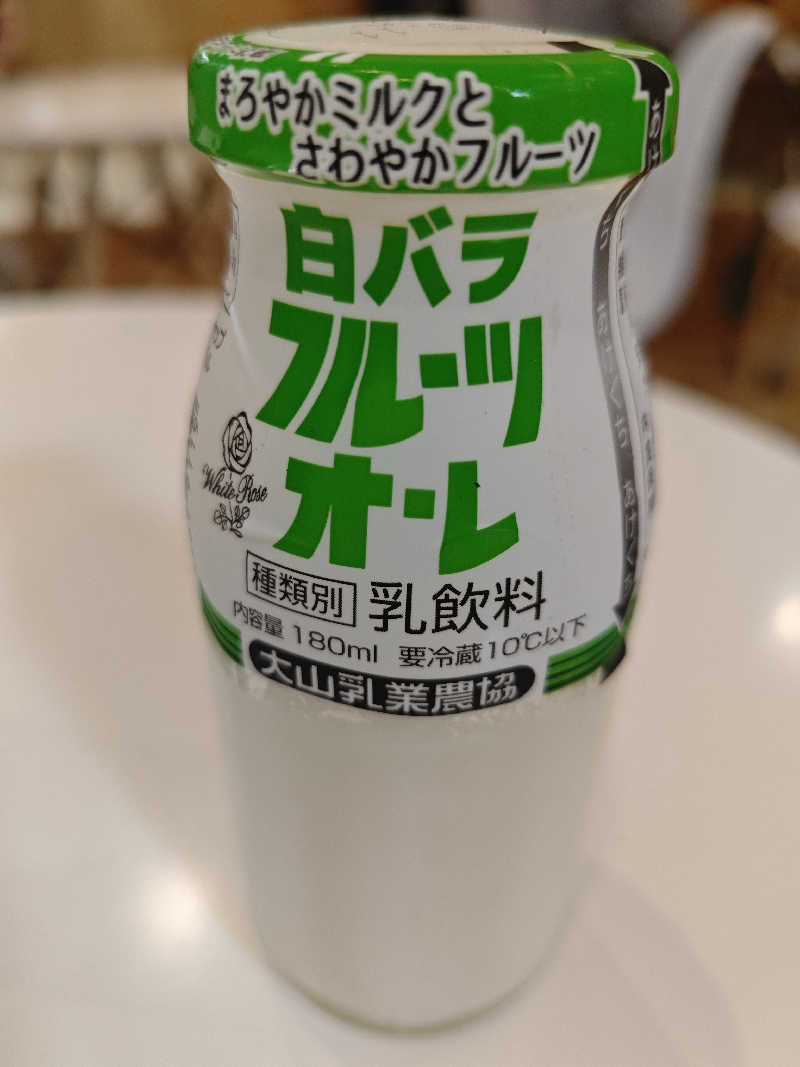 まろやかミルクと
さわやかフルーツ
白バラ
フルーツ
オ・レ
White Rose
種類別 乳飲料
内容量 180ml 要冷蔵10℃以下
大山乳業農協